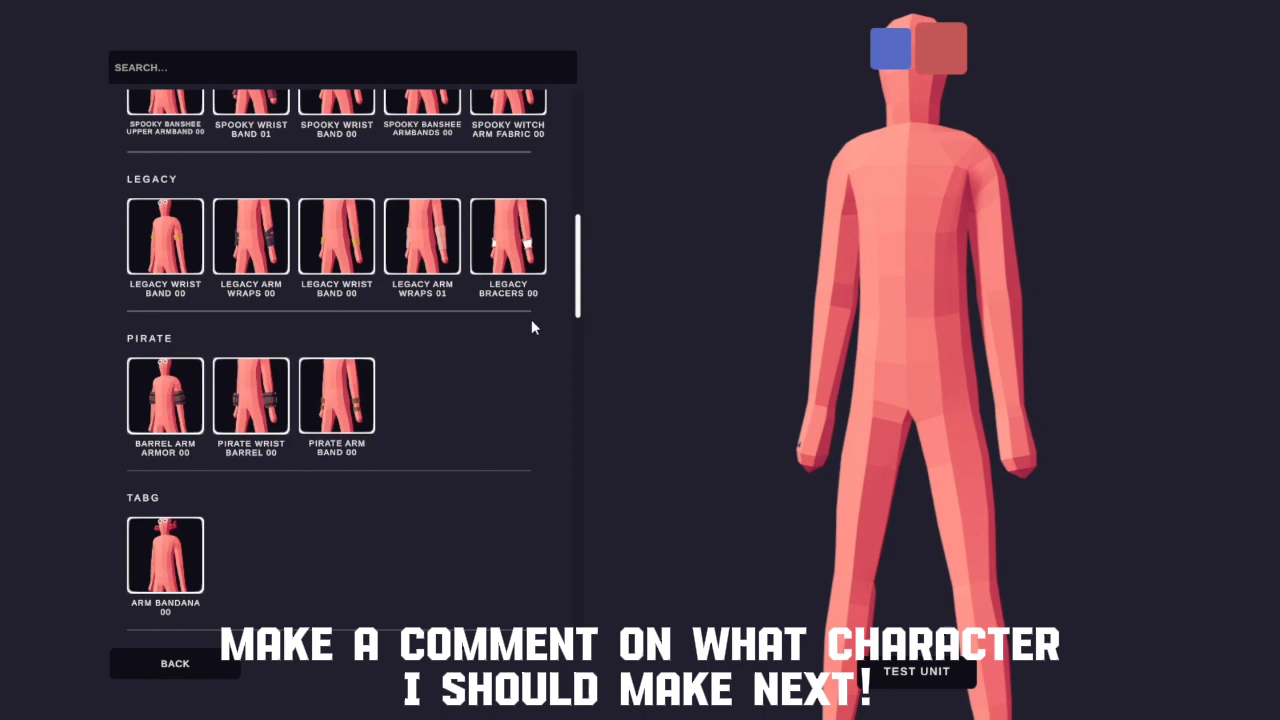 SEARCH...
SPOOKY BANSHEE
UPPER ARMBAND 00
SPOOKY WRIST
BAND 01
SPOOKY WRIST
BAND 00
SPOOKY BANSHEE
ARMBANDS 00
SPOOKY WITCH
ARM FABRIC 00
LEGACY
LEGACY WRIST
BAND 00
LEGACY ARM
WRAPS 00
LEGACY WRIST
BAND 00
LEGACY ARM
WRAPS 01
LEGACY
BRACERS 00
PIRATE
BARREL ARM
ARMOR 00
PIRATE WRIST
BARREL 00
PIRATE ARM
BAND 00
TABG
ARM BANDANA
00
BACK
TEST UNIT
MAKE A COMMENT ON WHAT CHARACTER
I SHOULD MAKE NEXT!